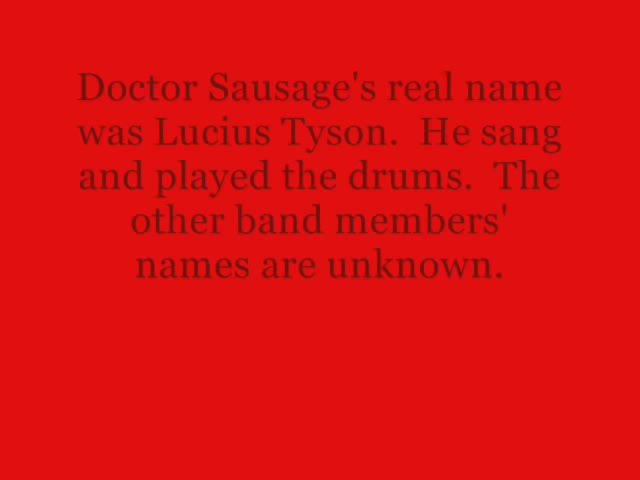 Doctor Sausage's real name
was Lucius Tyson.  He sang
and played the drums.  The
other band members'
names are unknown.